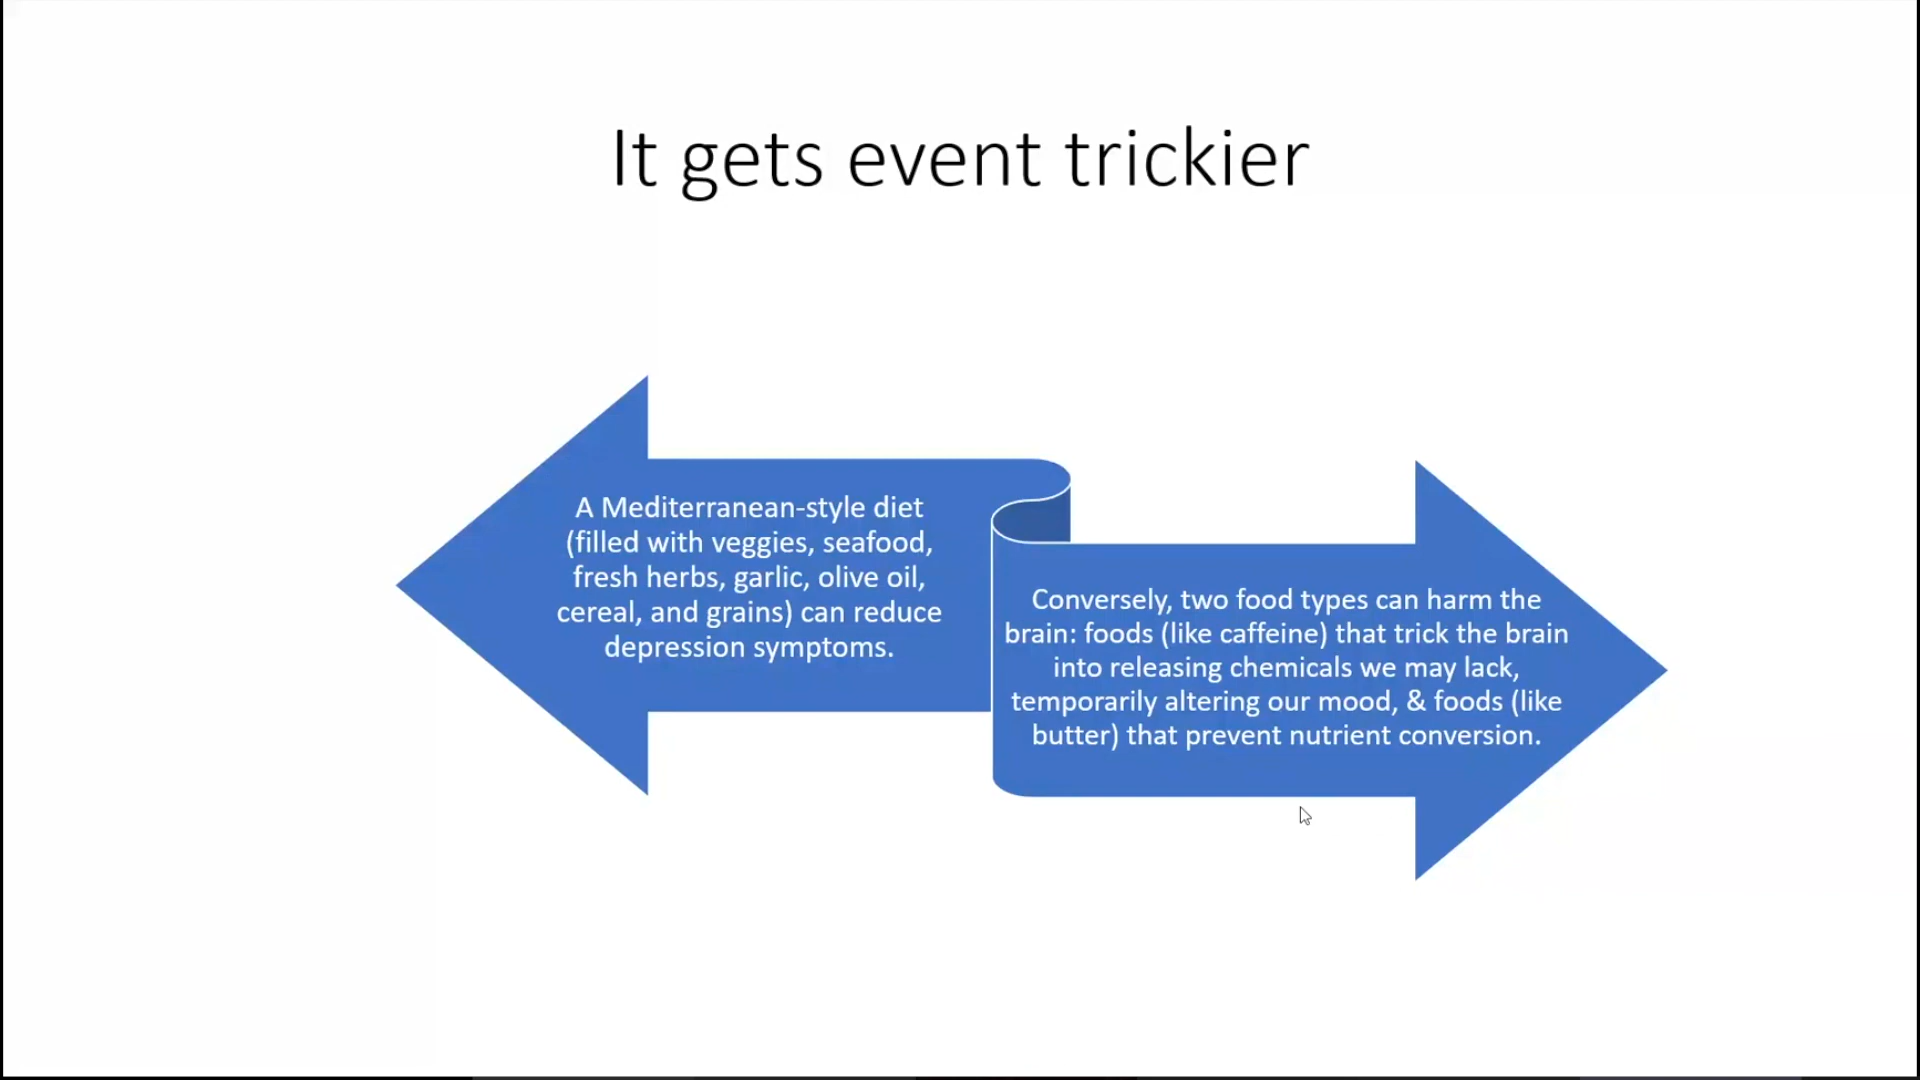 It gets event trickier
A Mediterranean-style diet
(filled with veggies, seafood,
fresh herbs, garlic, olive oil,
cereal, and grains) can reduce
depression symptoms.
Conversely, two food types can harm the
brain: foods (like caffeine) that trick the brain
into releasing chemicals we may lack,
temporarily altering our mood, & foods (like
butter) that prevent nutrient conversion.